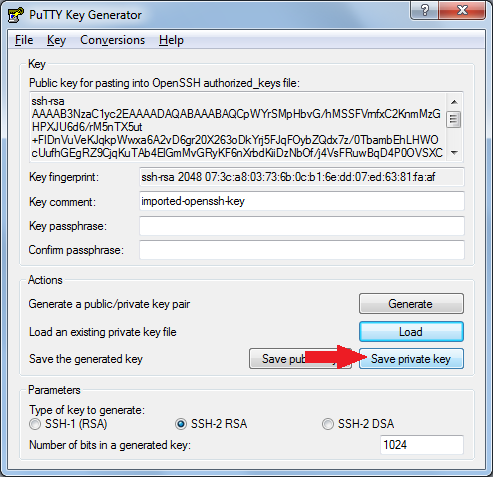 PuTTY Key Generator
File Key Conversions Help
Key
Public key for pasting into OpenSSH authorized_keys file:
ssh-rsa
AAAAB3NzaC1yc2EAAAADAQABAAABAQCpWYrSMpHbvG/hMSSFVmfxC2KnmMzG
HPXJU6d6/rM5nTX5ut
+FIDnVuVeKJqkpWwxa6A2vD6gr20X263oDkYrj5FJqFOybZQdx7z/0TbambEhLHWO
cUufhGEgRZ9CjqKuTAb4ElGmMvGRyKF6nXrbdKiiDzNbOf/j4VsFRuwBqD4P0OVSXC
Key fingerprint: ssh-rsa 2048 07:3c:a8:03:73:6b:0c:b1:6e:dd:07:ed:63:81:fa:af
Key comment: imported-openssh-key
Key passphrase:
Confirm passphrase:
Actions
Generate a public/private key pair Generate
Load an existing private key file Load
Save the generated key Save Save private key
Parameters
Type of key to generate:
SSH-1 (RSA) SSH-2 RSA SSH-2 DSA
Number of bits in a generated key: 1024